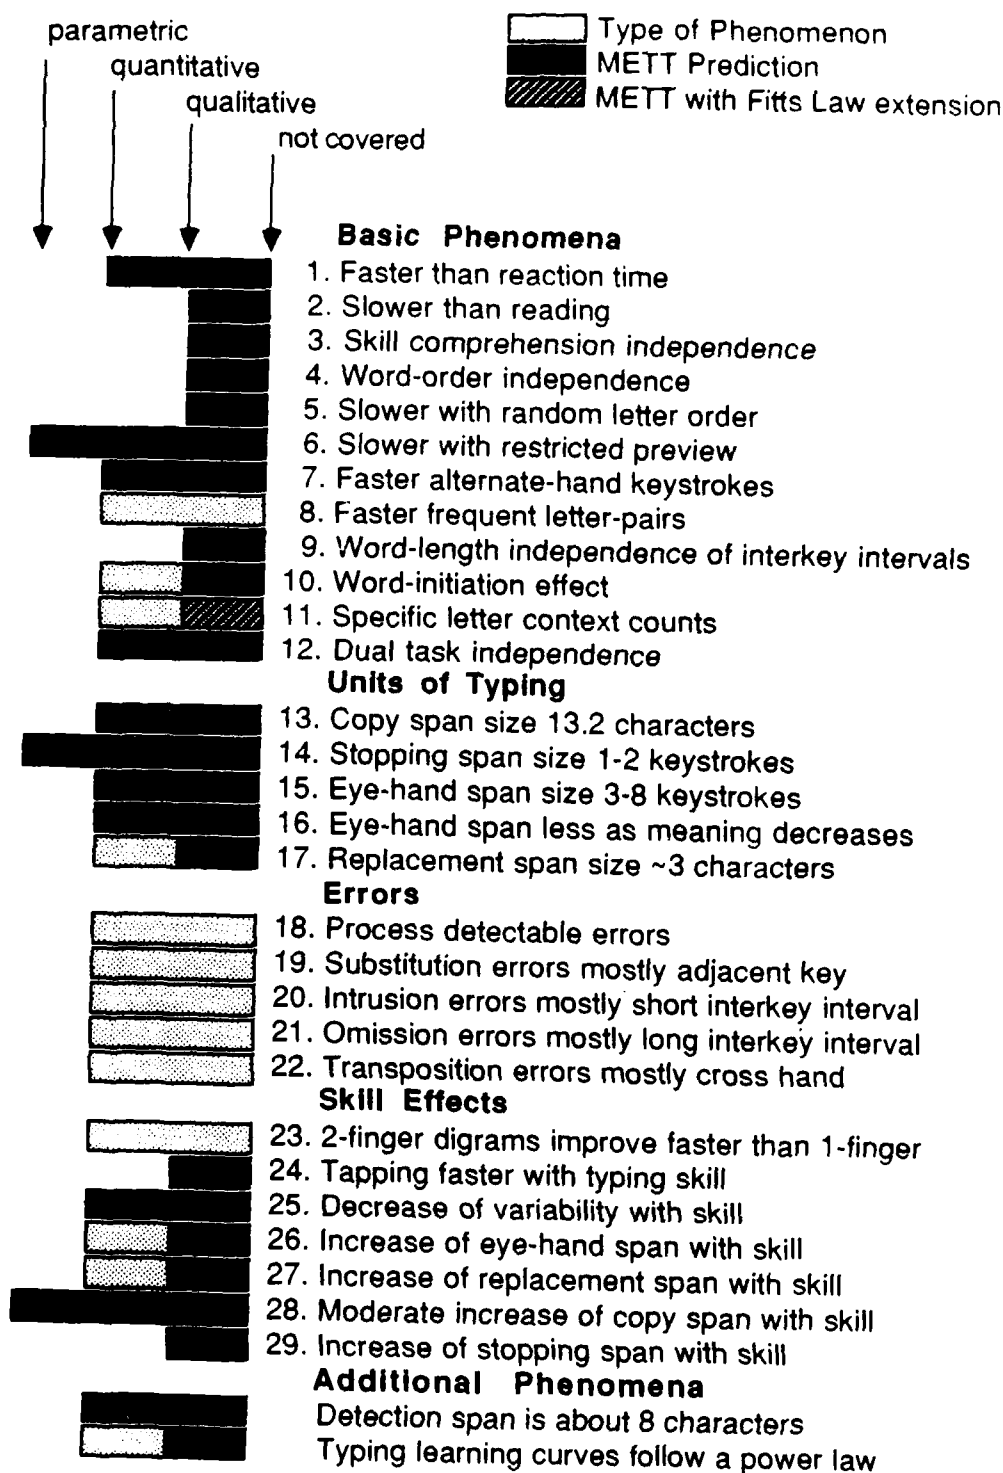 parametric
quantitative
qualitative
not covered
Type of Phenomenon
METT Prediction
METT with Fitts Law extension
Basic Phenomena
1. Faster than reaction time
2. Slower than reading
3. Skill comprehension independence
4. Word-order independence
5. Slower with random letter order
6. Slower with restricted preview
7. Faster alternate-hand keystrokes
8. Faster frequent letter-pairs
9. Word-length independence of interkey intervals
10. Word-initiation effect
11. Specific letter context counts
12. Dual task independence
Units of Typing
13. Copy span size 13.2 characters
14. Stopping span size 1-2 keystrokes
15. Eye-hand span size 3-8 keystrokes
16. Eye-hand span less as meaning decreases
17. Replacement span size ~3 characters
Errors
18. Process detectable errors
19. Substitution errors mostly adjacent key
20. Intrusion errors mostly short interkey interval
21. Omission errors mostly long interkey interval
22. Transposition errors mostly cross hand
Skill Effects
23. 2-finger digrams improve faster than 1-finger
24. Tapping faster with typing skill
25. Decrease of variability with skill
26. Increase of eye-hand span with skill
27. Increase of replacement span with skill
28. Moderate increase of copy span with skill
29. Increase of stopping span with skill
Additional Phenomena
Detection span is about 8 characters
Typing learning curves follow a power law